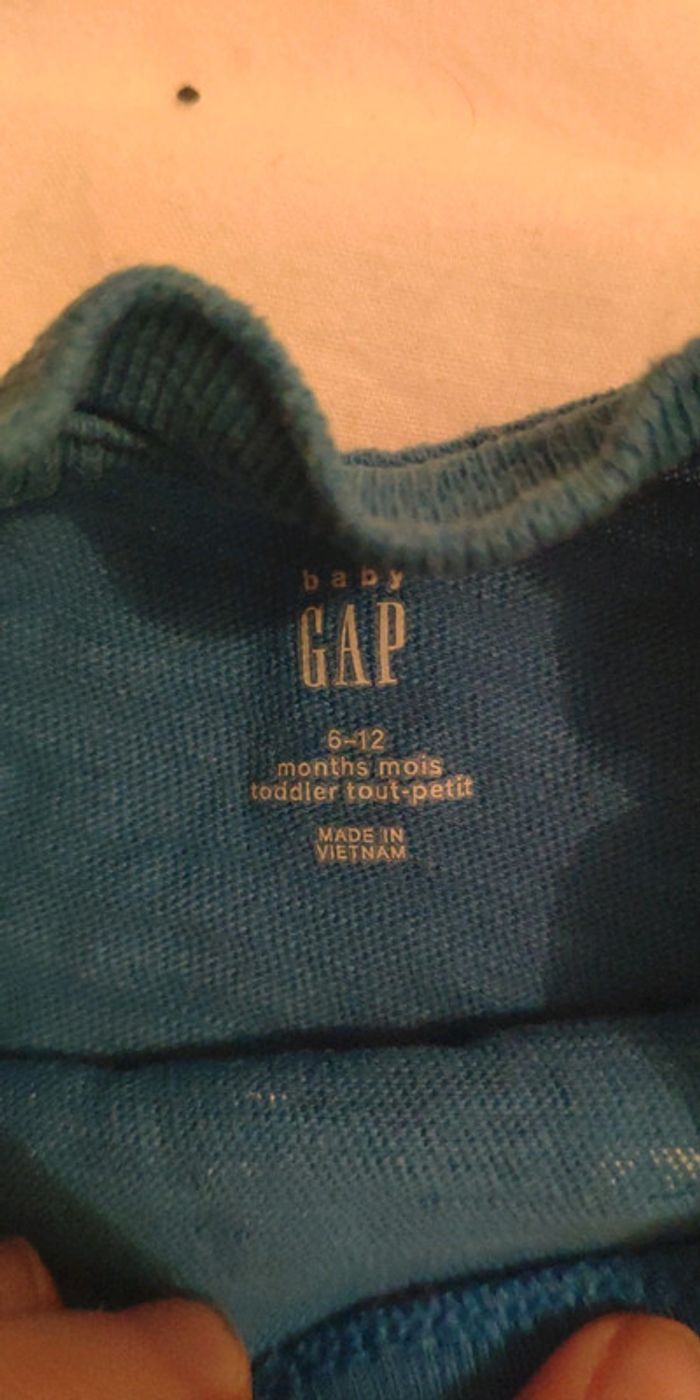 baby
GAP
6–12
months mois
toddler tout-petit
MADE IN
VIETNAM